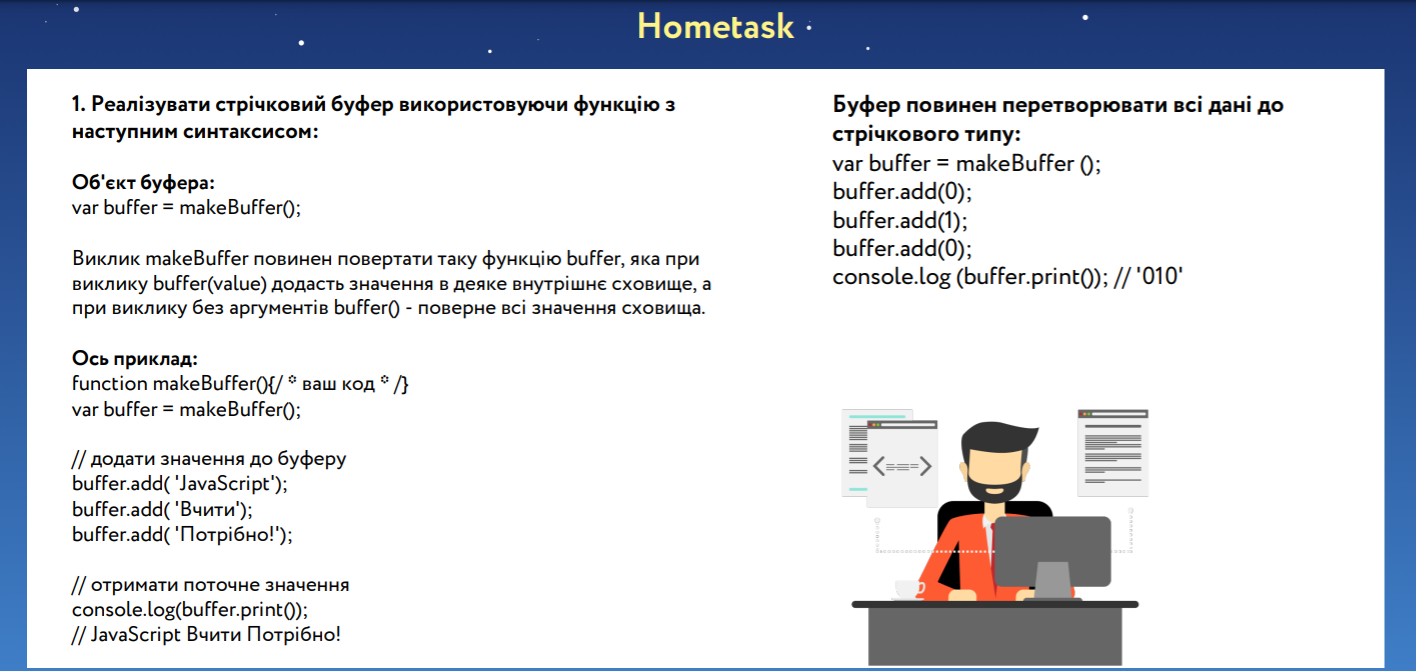 Hometask
1. Реалізувати стрічковий буфер використовуючи функцію з
наступним синтаксисом:
Об'єкт буфера:
var buffer = makeBuffer();
Виклик makeBuffer повинен повертати таку функцію buffer, яка при
виклику buffer(value) додасть значення в деяке внутрішнє сховище, а
при виклику без аргументів buffer() - поверне всі значення сховища.
Ось приклад:
function makeBuffer(){/ * ваш код * /}
var buffer = makeBuffer();
// додати значення до буферу
buffer.add( 'JavaScript');
buffer.add( 'Вчити');
buffer.add( 'Потрібно!');
// отримати поточне значення
console.log(buffer.print());
// JavaScript Вчити Потрібно!
Буфер повинен перетворювати всі дані до
стрічкового типу:
var buffer = makeBuffer ();
buffer.add(0);
buffer.add(1);
buffer.add(0);
console.log (buffer.print()); // '010'